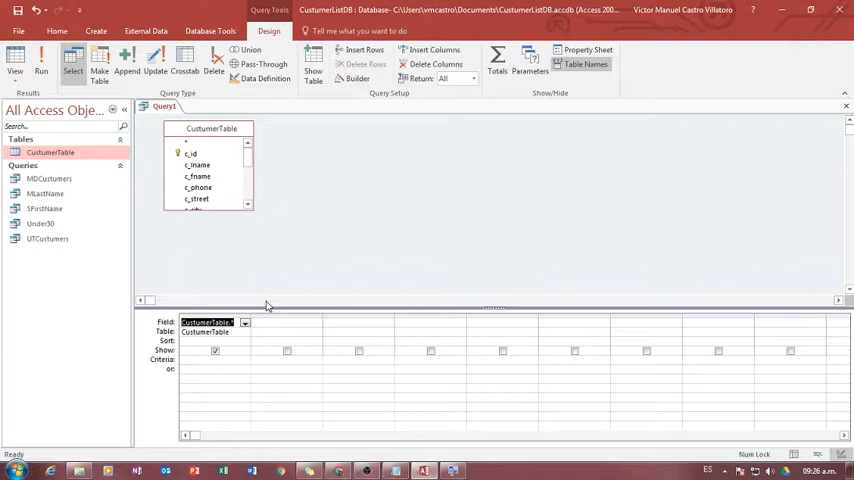 Query Tools
CustumerListDB : Database- C:\Users\vmcastro\Documents\CustumerListDB.accdb (Access 200...
Victor Manuel Castro Villatoro
File
Home
Create
External Data
Database Tools
Design
Tell me what you want to do
View
Run
Select
Make Table
Append
Update
Crosstab
Delete
Union
Pass-Through
Data Definition
Show Table
Insert Rows
Delete Rows
Builder
Insert Columns
Delete Columns
Return: All
Totals
Parameters
Property Sheet
Table Names
Results
Query Type
Query Setup
Show/Hide
All Access Obje...
Search...
Tables
CustumerTable
Queries
MDCustumers
MLastName
SFirstName
Under30
UTCustumers
Query1
CustumerTable
*
c_id
c_lname
c_fname
c_phone
c_street
c_city
Field: CustumerTable.*
Table: CustumerTable
Sort:
Show:
Criteria:
or:
Ready
Num Lock
SQL
ES
09:26 a.m.